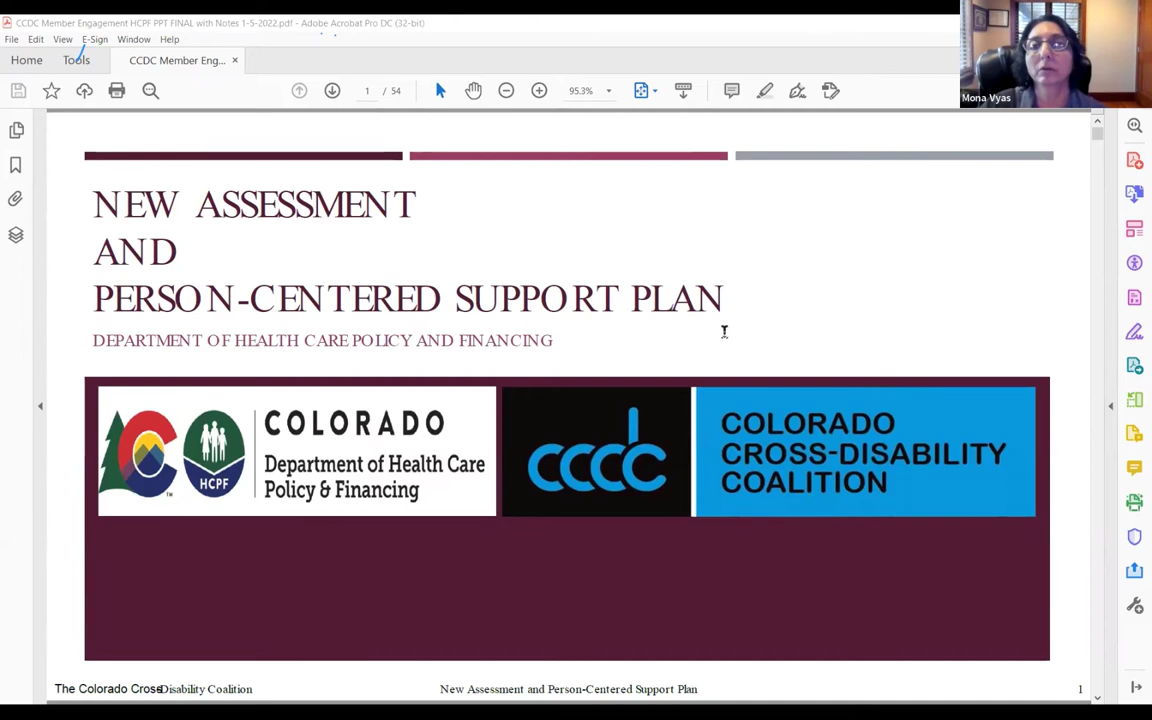 CCDC Member Engagement HCPF PPT FINAL with Notes 1-5-2022.pdf - Adobe Acrobat Pro DC (32-bit)
File Edit View E-Sign Window Help
Home Tools CCDC Member Eng... ×
1 / 54 95.3%
Mona Vyas
NEW ASSESSMENT
AND
PERSON-CENTERED SUPPORT PLAN
DEPARTMENT OF HEALTH CARE POLICY AND FINANCING
COLORADO
Department of Health Care
Policy & Financing
HCPF
TM
cccdc
COLORADO
CROSS-DISABILITY
COALITION
The Colorado Cross-Disability Coalition New Assessment and Person-Centered Support Plan 1